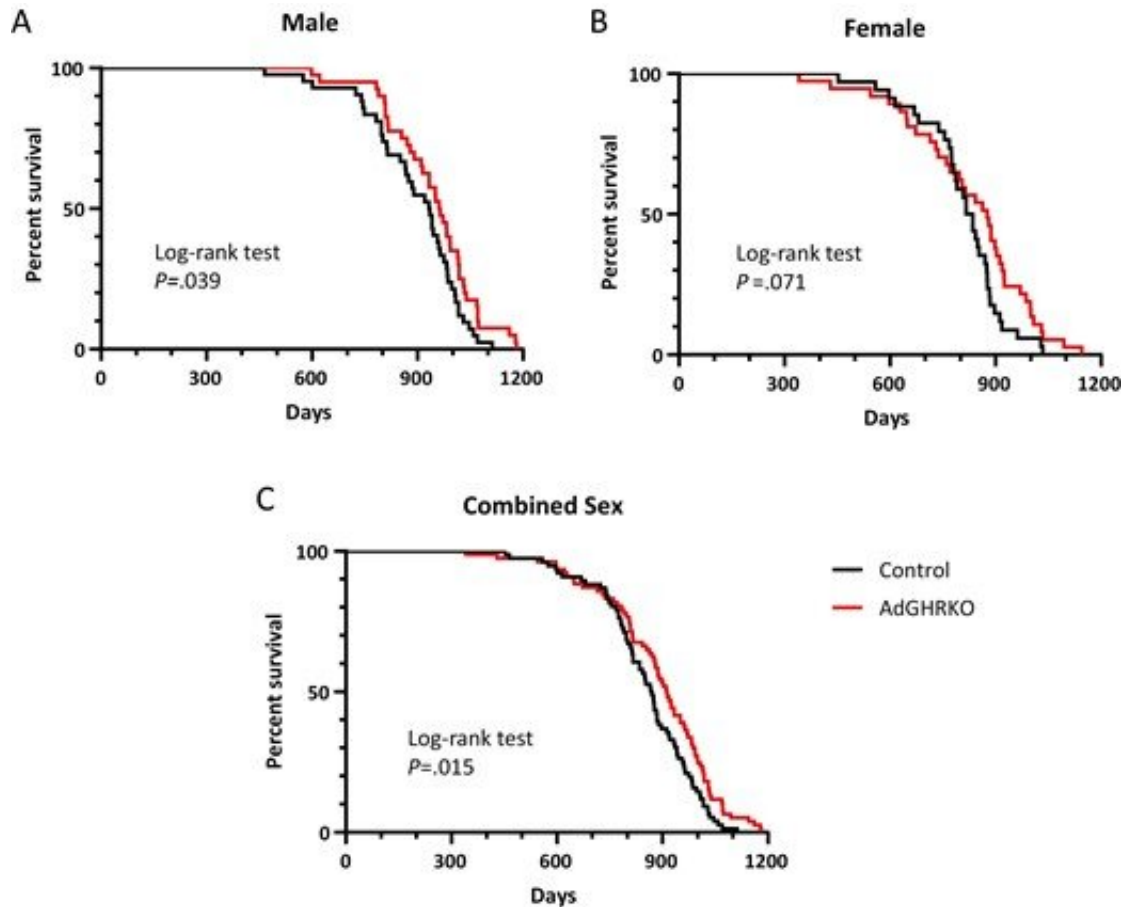 A
Male
100
50
0
Percent survival
Log-rank test
P=.039
0 300 600 900 1200
Days
B
Female
100
50
0
Percent survival
Log-rank test
P=.071
0 300 600 900 1200
Days
C
Combined Sex
100
50
0
Percent survival
Log-rank test
P=.015
0 300 600 900 1200
Days
Control
AdGHRKO